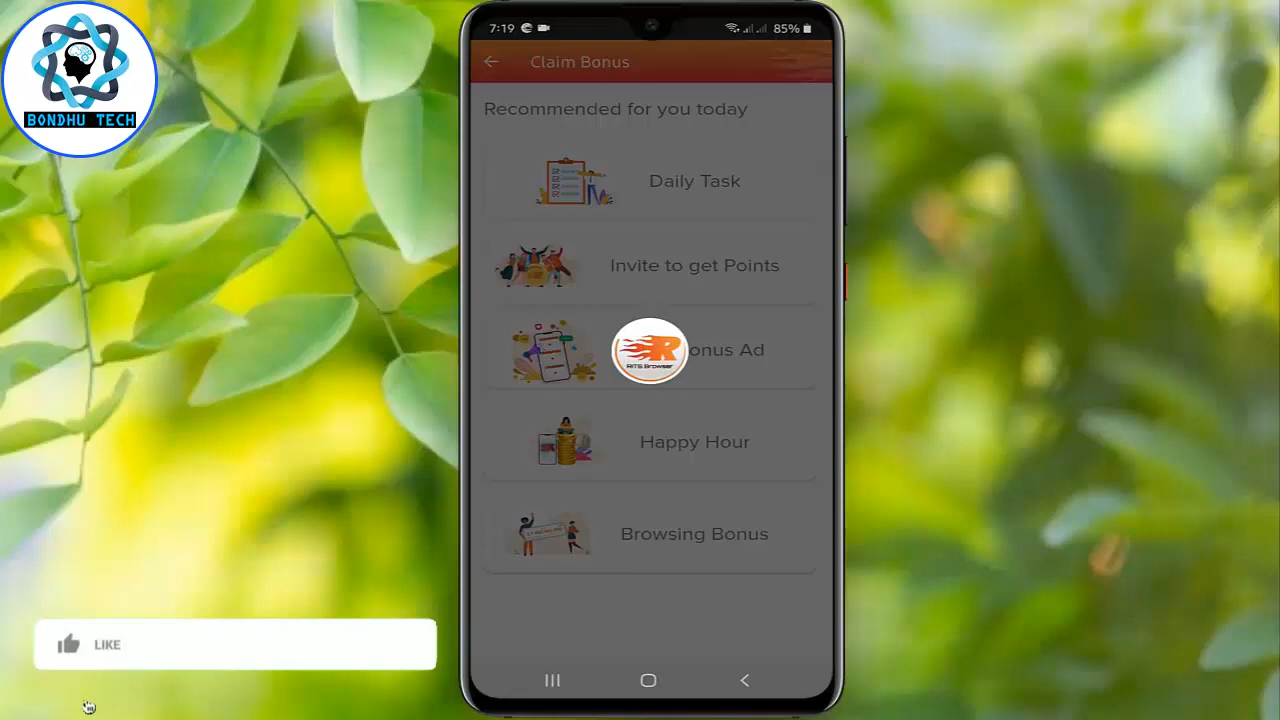 BONDHU TECH
7:19
85%
Claim Bonus
Recommended for you today
Daily Task
Invite to get Points
onus Ad
RITS Browser
Happy Hour
Browsing Bonus
LIKE